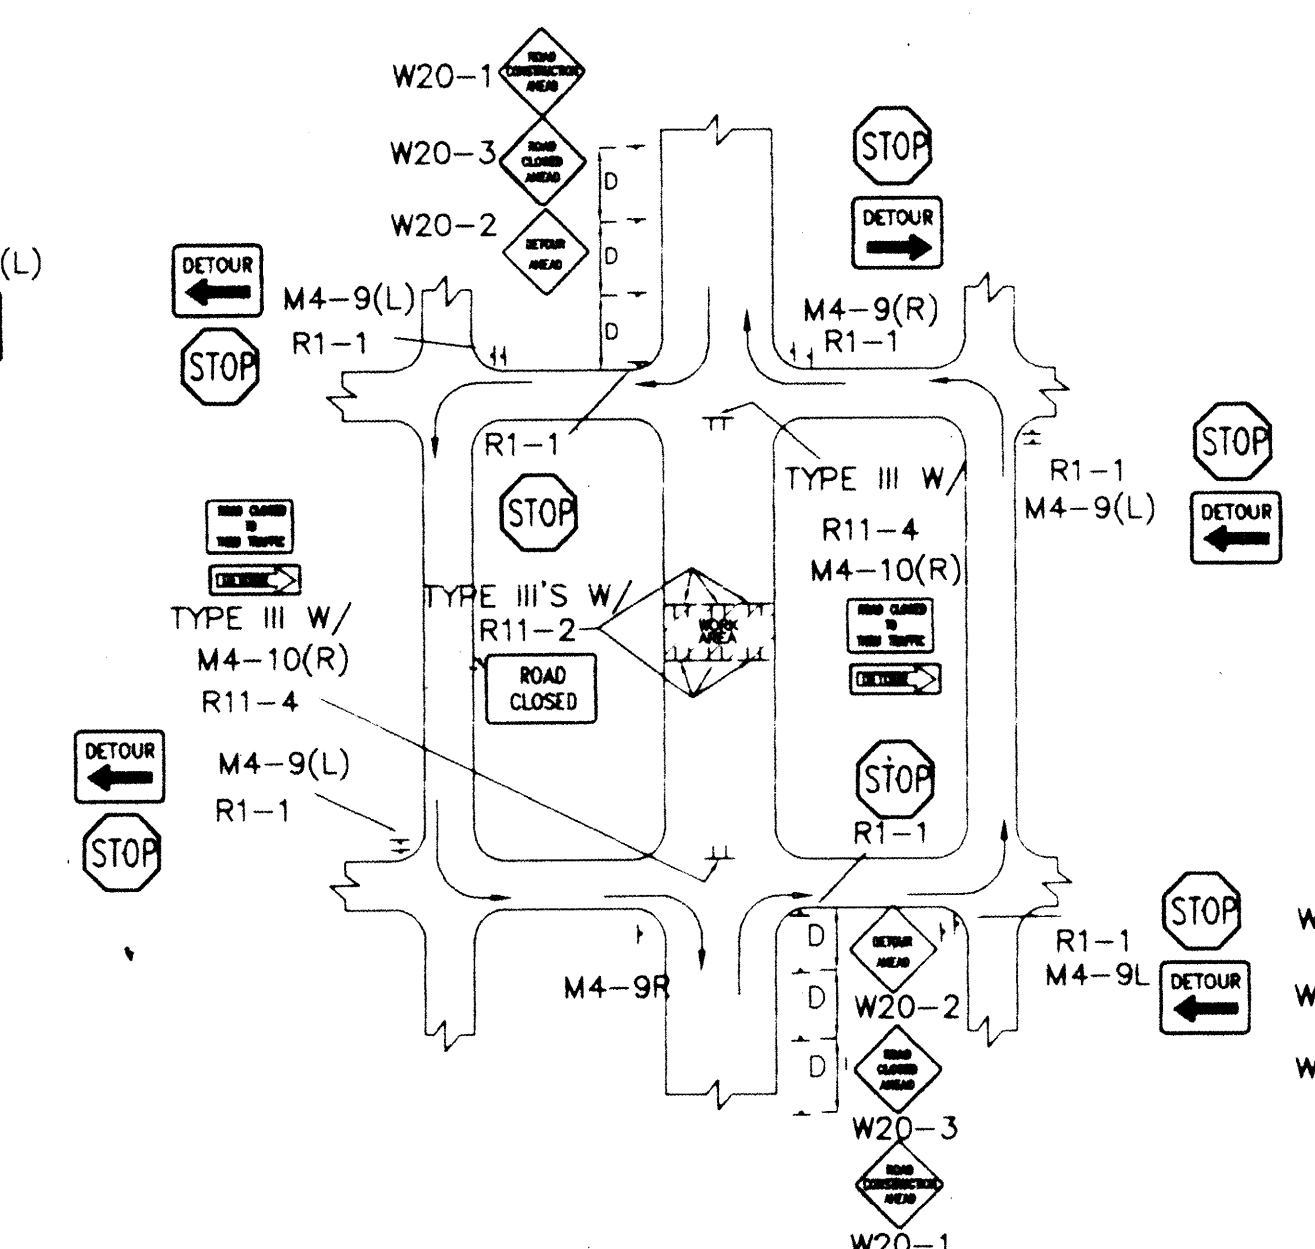 W20-1
ROAD
CONSTRUCTION
AHEAD
W20-3
ROAD
CLOSED
AHEAD
W20-2
DETOUR
AHEAD
D
D
D
STOP
DETOUR
M4-9(R)
R1-1
(L)
DETOUR
M4-9(L)
STOP
R1-1
R1-1
STOP
TYPE III W/
R11-4
M4-10(R)
ROAD CLOSED
TO
THRU TRAFFIC
DETOUR
STOP
R1-1
M4-9(L)
DETOUR
ROAD CLOSED
TO
THRU TRAFFIC
DETOUR
TYPE III W/
M4-10(R)
R11-4
TYPE III'S W/
R11-2
ROAD
CLOSED
WORK
AREA
DETOUR
M4-9(L)
STOP
R1-1
STOP
R1-1
M4-9R
D
D
D
DETOUR
AHEAD
W20-2
ROAD
CLOSED
AHEAD
W20-3
ROAD
CONSTRUCTION
AHEAD
W20-1
STOP
R1-1
M4-9L
DETOUR
W
W
W